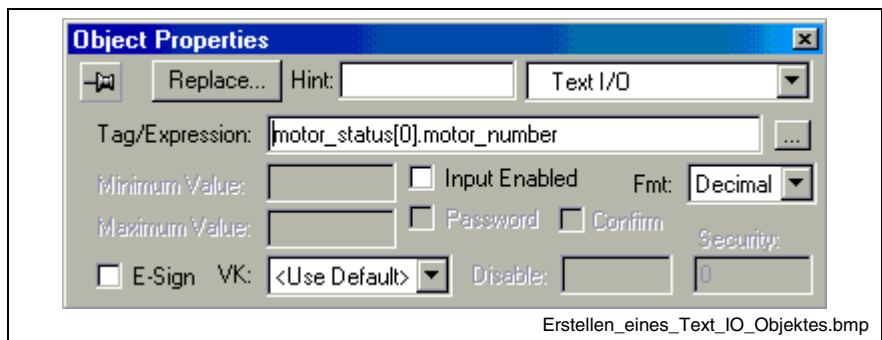 Object Properties
Replace... Hint: Text I/O
Tag/Expression: motor_status[0].motor_number ...
Minimum Value: Input Enabled Fmt: Decimal
Maximum Value: Password Confirm Security:
E-Sign VK: <Use Default> Disable: 0
Erstellen_eines_Text_IO_Objektes.bmp